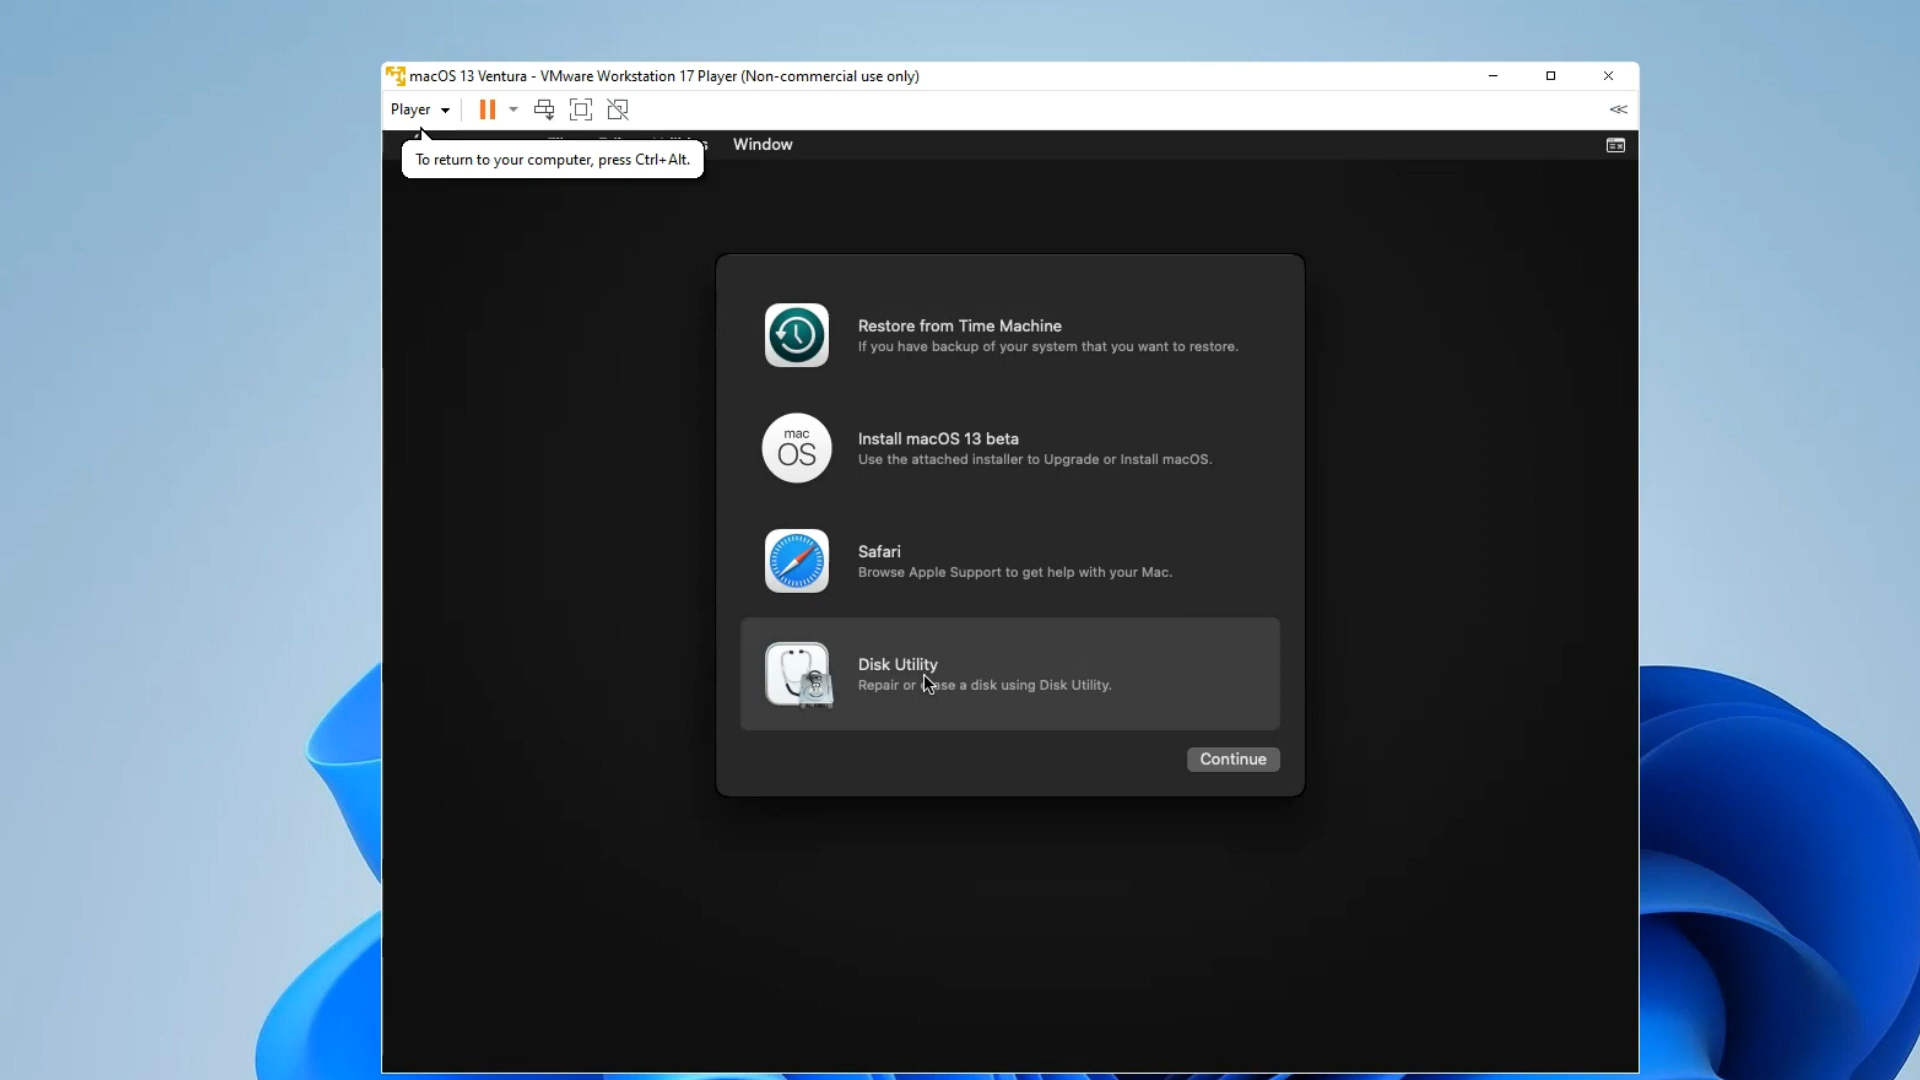 macOS 13 Ventura - VMware Workstation 17 Player (Non-commercial use only)
Player
Window
To return to your computer, press Ctrl+Alt.
Restore from Time Machine
If you have backup of your system that you want to restore.
mac
OS
Install macOS 13 beta
Use the attached installer to Upgrade or Install macOS.
Safari
Browse Apple Support to get help with your Mac.
Disk Utility
Repair or erase a disk using Disk Utility.
Continue